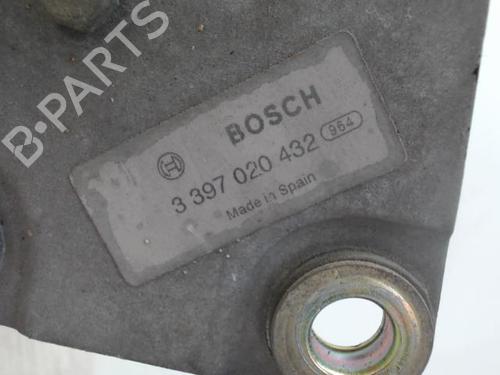 B-PARTS
BOSCH
3 397 020 432 964
Made in Spain